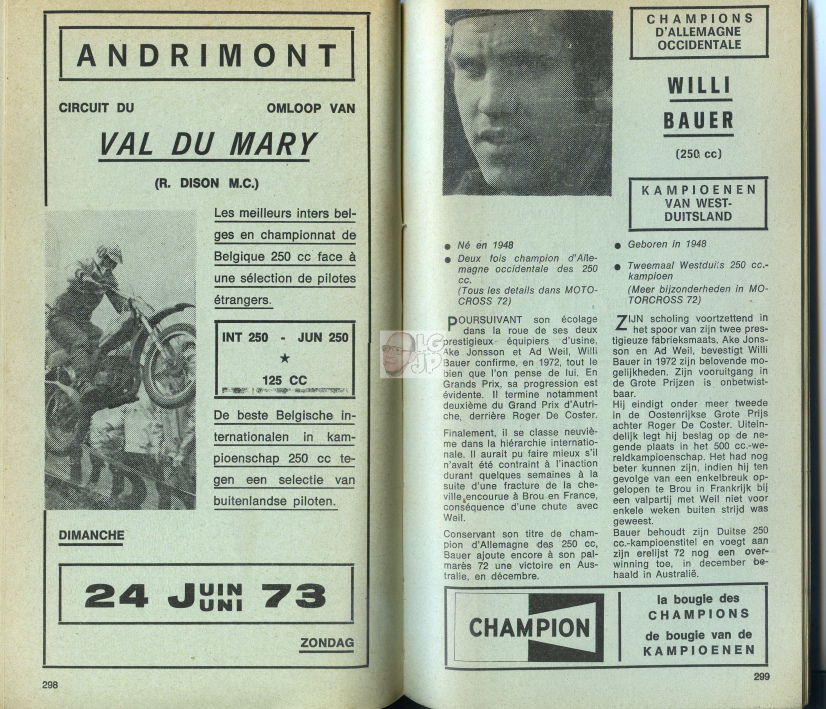 ANDRIMONT
CIRCUIT DU OMLOOP VAN
VAL DU MARY
(R. DISON M.C.)
Les meilleurs inters bel-
ges en championnat de
Belgique 250 cc face à
une sélection de pilotes
étrangers.
INT 250 - JUN 250
★
125 CC
De beste Belgische in-
ternationalen in kam-
pioenschap 250 cc te-
gen een selectie van
buitenlandse piloten.
DIMANCHE
24 JUIN 73
JUNI
ZONDAG
298
CHAMPIONS
D'ALLEMAGNE
OCCIDENTALE
WILLI
BAUER
(250 cc)
KAMPIOENEN
VAN WEST-
DUITSLAND
● Né en 1948
● Deux fois champion d'Alle-
magne occidentale des 250
cc.
(Tous les details dans MOTO-
CROSS 72)
POURSUIVANT son écolage
dans la roue de ses deux
prestigieux équipiers d'usine,
Ake Jonsson et Ad Weil, Willi
Bauer confirme, en 1972, tout le
bien que l'on pense de lui. En
Grands Prix, sa progression est
évidente. Il termine notamment
deuxième du Grand Prix d'Autri-
che, derrière Roger De Coster.
Finalement, il se classe neuviè-
me dans la hiérarchie internatio-
nale. Il aurait pu faire mieux s'il
n'avait été contraint à l'inaction
durant quelques semaines à la
suite d'une fracture de la che-
ville encourue à Brou en France,
conséquence d'une chute avec
Weil.
Conservant son titre de cham-
pion d'Allemagne des 250 cc,
Bauer ajoute encore à son pal-
marès 72 une victoire en Aus-
tralie, en décembre.
● Geboren in 1948
● Tweemaal Westduits 250 cc.-
kampioen
(Meer bijzonderheden in MO-
TORCROSS 72)
ZIJN scholing voortzettend in
het spoor van zijn twee pres-
tigieuze fabrieksmaats, Ake Jons-
son en Ad Weil, bevestigt Willi
Bauer in 1972 zijn belovende mo-
gelijkheden. Zijn vooruitgang in
de Grote Prijzen is onbetwist-
baar.
Hij eindigt onder meer tweede
in de Oostenrijkse Grote Prijs
achter Roger De Coster. Uitein-
delijk legt hij beslag op de ne-
gende plaats in het 500 cc.-we-
reldkampioenschap. Het had nog
beter kunnen zijn, indien hij ten
gevolge van een enkelbreuk op-
gelopen te Brou in Frankrijk bij
een valpartij met Weil niet voor
enkele weken buiten strijd was
geweest.
Bauer behoudt zijn Duitse 250
cc.-kampioenstitel en voegt aan
zijn erelijst 72 nog een over-
winning toe, in december be-
haald in Australië.
CHAMPION
la bougie des
CHAMPIONS
de bougie van de
KAMPIOENEN
299
LG
JP